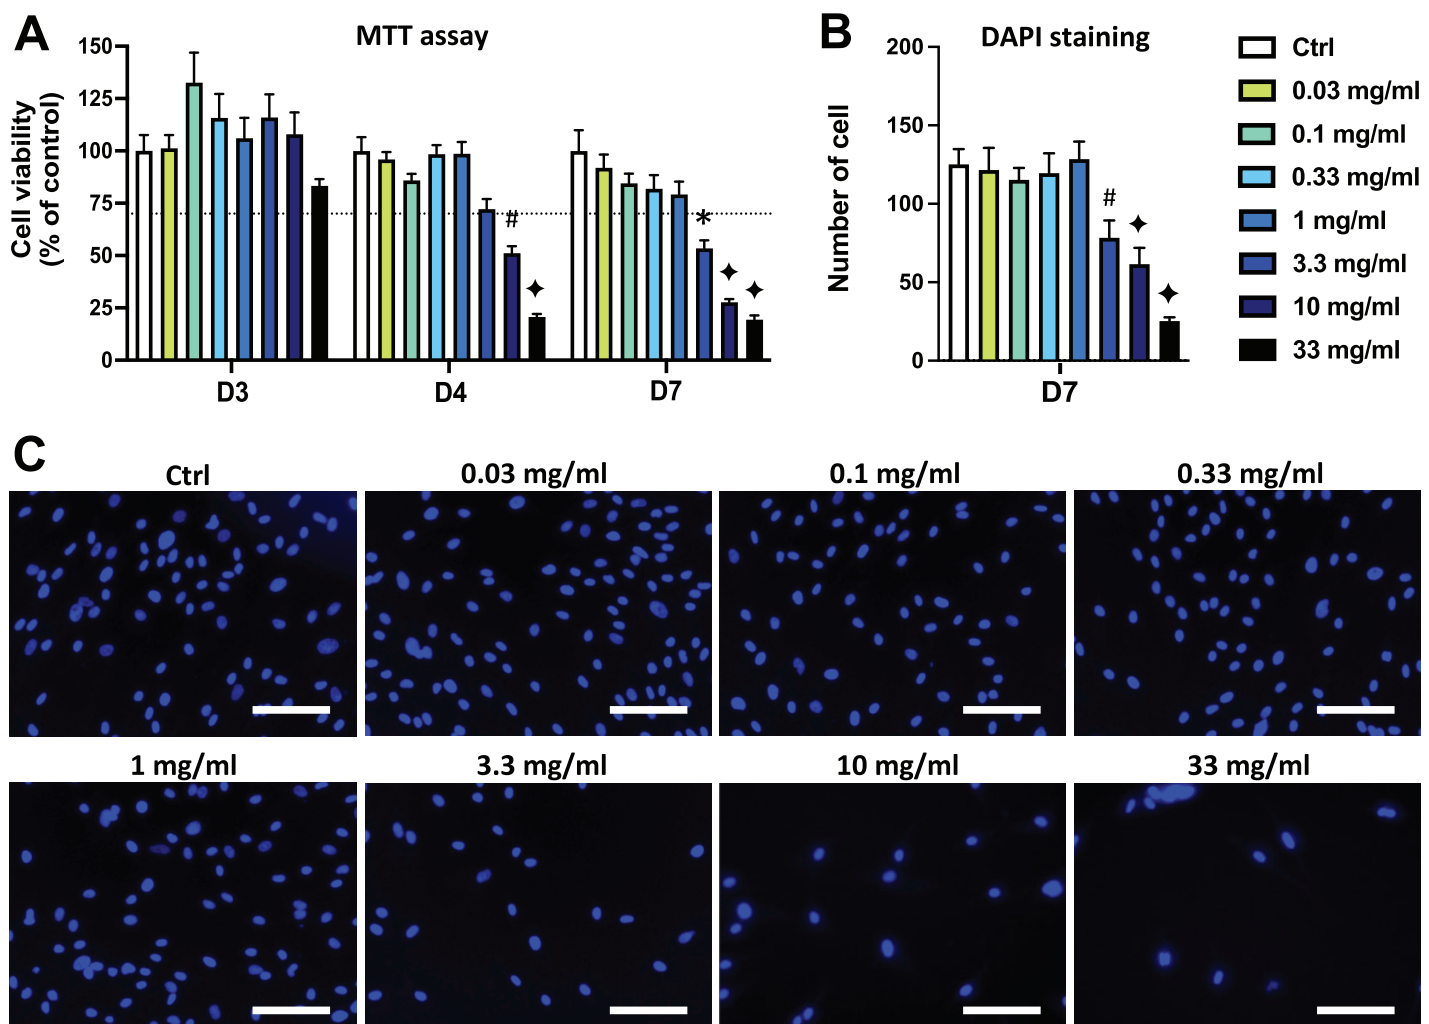 A
MTT assay
Cell viability
(% of control)
150
125
100
75
50
25
0
#
✦
*
✦
✦
D3
D4
D7
B
DAPI staining
Number of cell
200
150
100
50
0
#
✦
✦
D7
Ctrl
0.03 mg/ml
0.1 mg/ml
0.33 mg/ml
1 mg/ml
3.3 mg/ml
10 mg/ml
33 mg/ml
C
Ctrl
0.03 mg/ml
0.1 mg/ml
0.33 mg/ml
1 mg/ml
3.3 mg/ml
10 mg/ml
33 mg/ml